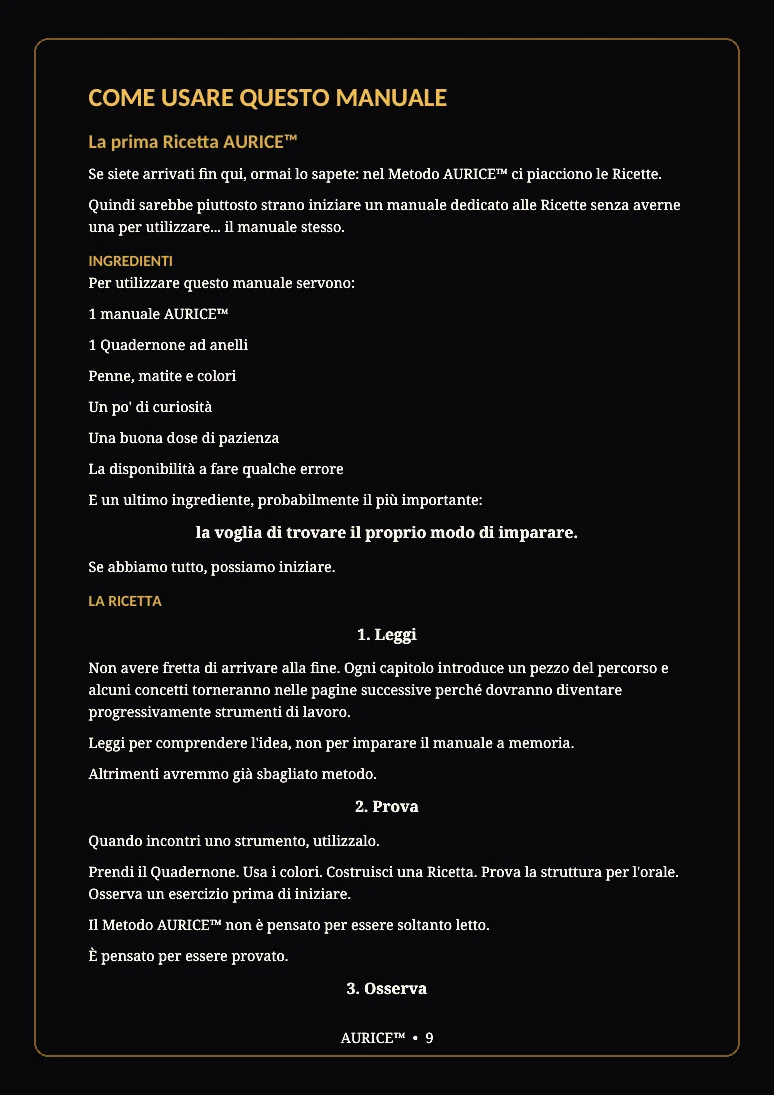 COME USARE QUESTO MANUALE
La prima Ricetta AURICE™
Se siete arrivati fin qui, ormai lo sapete: nel Metodo AURICE™ ci piacciono le Ricette.
Quindi sarebbe piuttosto strano iniziare un manuale dedicato alle Ricette senza averne
una per utilizzare... il manuale stesso.
INGREDIENTI
Per utilizzare questo manuale servono:
1 manuale AURICE™
1 Quadernone ad anelli
Penne, matite e colori
Un po' di curiosità
Una buona dose di pazienza
La disponibilità a fare qualche errore
E un ultimo ingrediente, probabilmente il più importante:
la voglia di trovare il proprio modo di imparare.
Se abbiamo tutto, possiamo iniziare.
LA RICETTA
1. Leggi
Non avere fretta di arrivare alla fine. Ogni capitolo introduce un pezzo del percorso e
alcuni concetti torneranno nelle pagine successive perché dovranno diventare
progressivamente strumenti di lavoro.
Leggi per comprendere l'idea, non per imparare il manuale a memoria.
Altrimenti avremmo già sbagliato metodo.
2. Prova
Quando incontri uno strumento, utilizzalo.
Prendi il Quadernone. Usa i colori. Costruisci una Ricetta. Prova la struttura per l'orale.
Osserva un esercizio prima di iniziare.
Il Metodo AURICE™ non è pensato per essere soltanto letto.
È pensato per essere provato.
3. Osserva
AURICE™ • 9